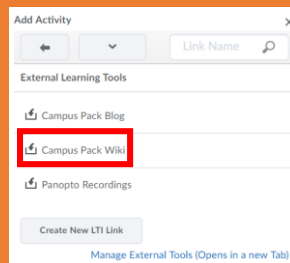 Add Activity
Link Name
External Learning Tools
Campus Pack Blog
Campus Pack Wiki
Panopto Recordings
Create New LTI Link
Manage External Tools (Opens in a new Tab)